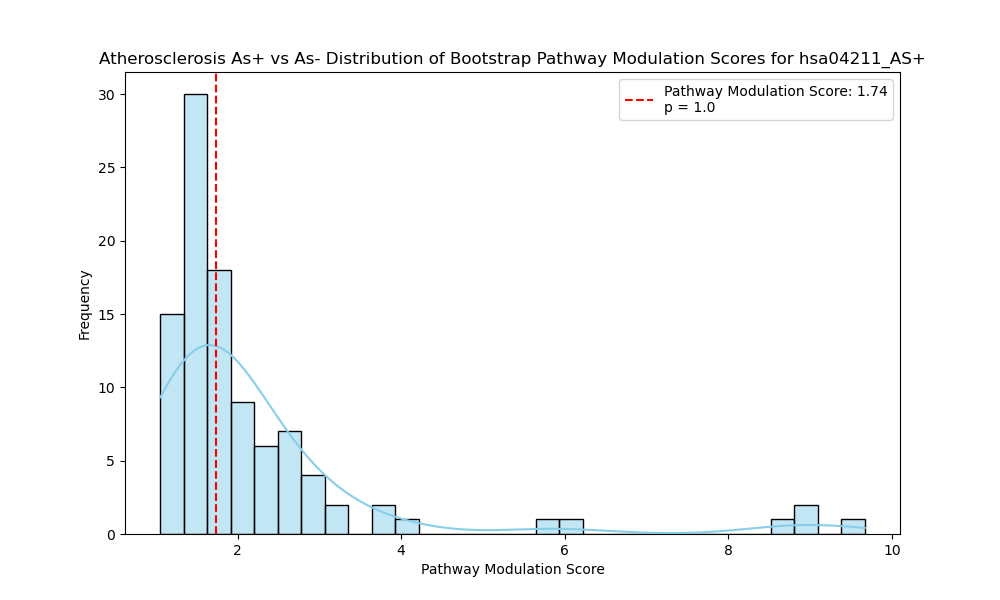 Atherosclerosis As+ vs As- Distribution of Bootstrap Pathway Modulation Scores for hsa04211_AS+
Pathway Modulation Score: 1.74
p = 1.0
30
25
20
15
10
5
0
Frequency
2 4 6 8 10
Pathway Modulation Score